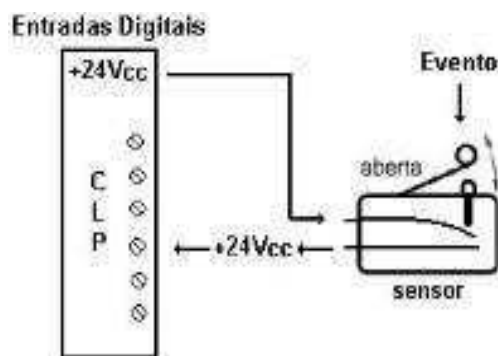 Entradas Digitais
+24Vcc
Evento
aberta
C
L
P
+24Vcc
sensor